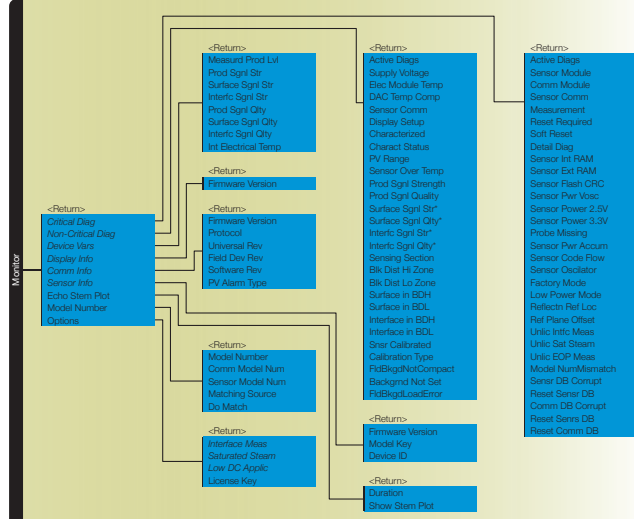 Monitor
<Return>
Critical Diag
Non-Critical Diag
Device Vars
Display Info
Comm Info
Sensor Info
Echo Stem Plot
Model Number
Options
<Return>
Measurd Prod Lvl
Prod Sgnl Str
Surface Sgnl Str
Interfc Sgnl Str
Prod Sgnl Qlty
Surface Sgnl Qlty
Interfc Sgnl Qlty
Int Electrical Temp
<Return>
Firmware Version
<Return>
Firmware Version
Protocol
Universal Rev
Field Dev Rev
Software Rev
PV Alarm Type
<Return>
Model Number
Comm Model Num
Sensor Model Num
Matching Source
Do Match
<Return>
Interface Meas
Saturated Steam
Low DC Applic
License Key
<Return>
Active Diags
Supply Voltage
Elec Module Temp
DAC Temp Comp
Sensor Comm
Display Setup
Characterized
Charact Status
PV Range
Sensor Over Temp
Prod Sgnl Strength
Prod Sgnl Quality
Surface Sgnl Str*
Surface Sgnl Qlty*
Interfc Sgnl Str*
Interfc Sgnl Qlty*
Sensing Section
Blk Dist Hi Zone
Blk Dist Lo Zone
Surface in BDH
Surface in BDL
Interface in BDH
Interface in BDL
Snsr Calibrated
Calibration Type
FldBkgdNotCompact
Backgrnd Not Set
FldBkgdLoadError
<Return>
Firmware Version
Model Key
Device ID
<Return>
Duration
Show Stem Plot
<Return>
Active Diags
Sensor Module
Comm Module
Sensor Comm
Measurement
Reset Required
Soft Reset
Detail Diag
Sensor Int RAM
Sensor Ext RAM
Sensor Flash CRC
Sensor Pwr Vosc
Sensor Power 2.5V
Sensor Power 3.3V
Probe Missing
Sensor Pwr Accum
Sensor Code Flow
Sensor Oscilator
Factory Mode
Low Power Mode
Reflectn Ref Loc
Ref Plane Offset
Unlic Intfc Meas
Unlic Sat Steam
Unlic EOP Meas
Model NumMismatch
Sensr DB Corrupt
Reset Sensr DB
Comm DB Corrupt
Reset Senrs DB
Reset Comm DB